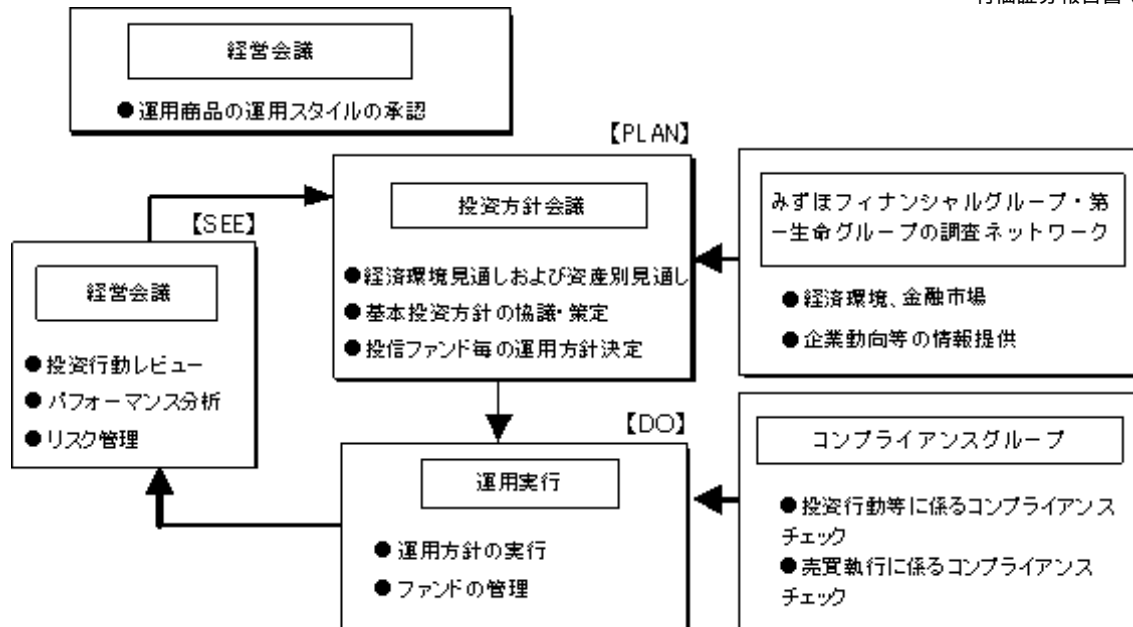 経営会議
●運用商品の運用スタイルの承認
【PLAN】
投資方針会議
●経済環境見通しおよび資産別見通し
●基本投資方針の協議・策定
●投信ファンド毎の運用方針決定
みずほフィナンシャルグループ・第
一生命グループの調査ネットワーク
●経済環境、金融市場
●企業動向等の情報提供
【SEE】
経営会議
●投資行動レビュー
●パフォーマンス分析
●リスク管理
【DO】
運用実行
●運用方針の実行
●ファンドの管理
コンプライアンスグループ
●投資行動等に係るコンプライアンス
チェック
●売買執行に係るコンプライアンス
チェック